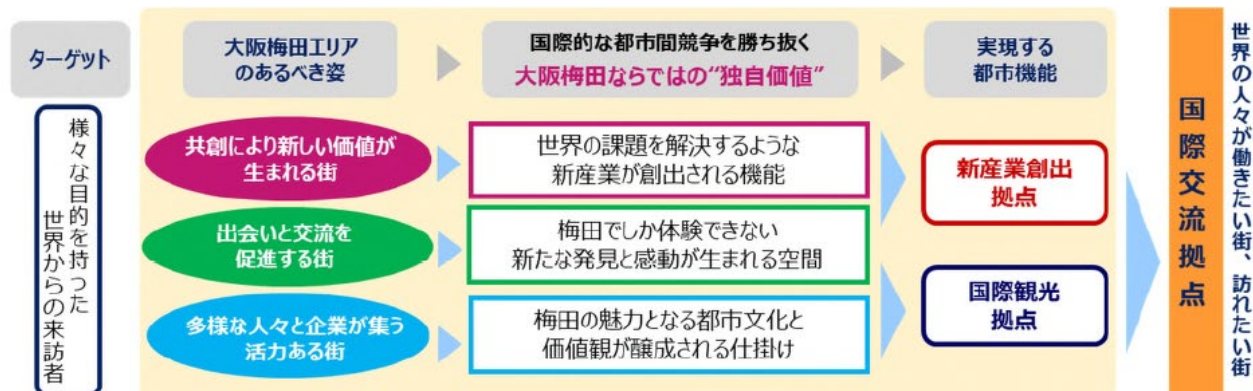 ターゲット
大阪梅田エリア
のあるべき姿
国際的な都市間競争を勝ち抜く
大阪梅田ならではの“独自価値”
実現する
都市機能
様々な目的を持った
世界からの来訪者
共創により新しい価値が
生まれる街
世界の課題を解決するような
新産業が創出される機能
出会いと交流を
促進する街
梅田でしか体験できない
新たな発見と感動が生まれる空間
多様な人々と企業が集う
活力ある街
梅田の魅力となる都市文化と
価値観が醸成される仕掛け
新産業創出
拠点
国際観光
拠点
国際交流拠点
世界の人々が働きたい街、訪れたい街